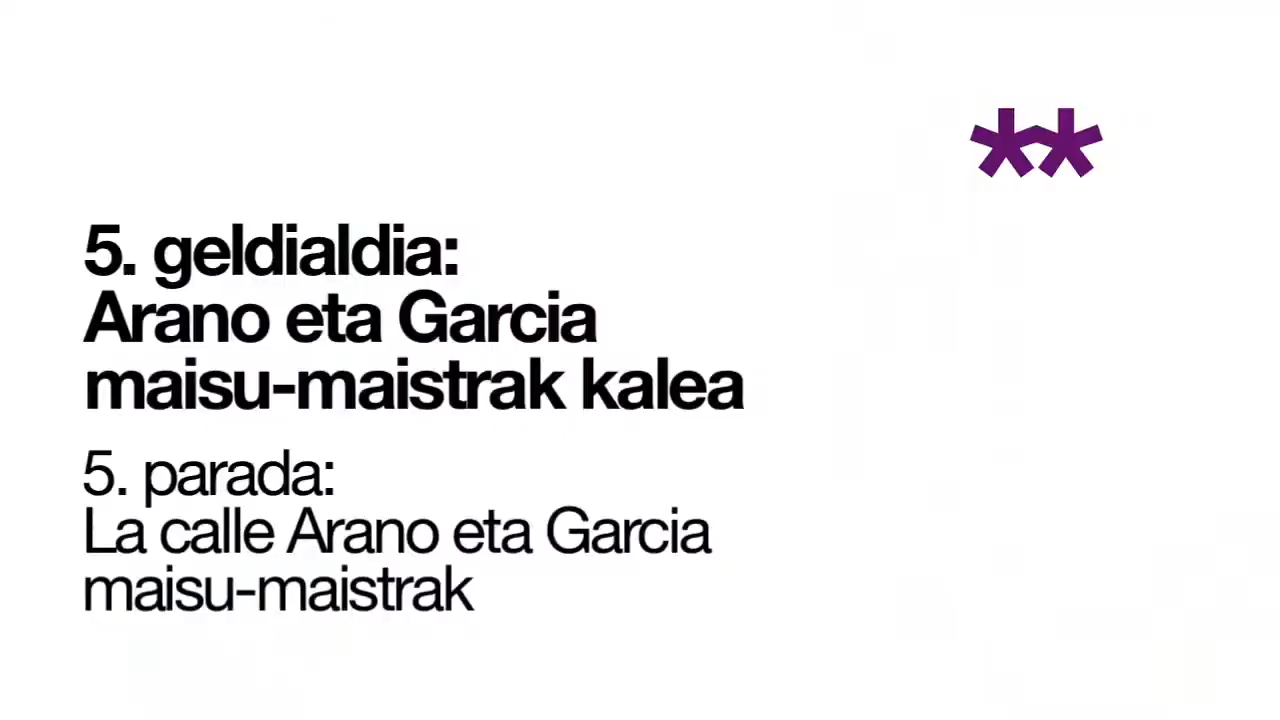 **
5. geldialdia:
Arano eta Garcia
maisu-maistrak kalea
5. parada:
La calle Arano eta Garcia
maisu-maistrak